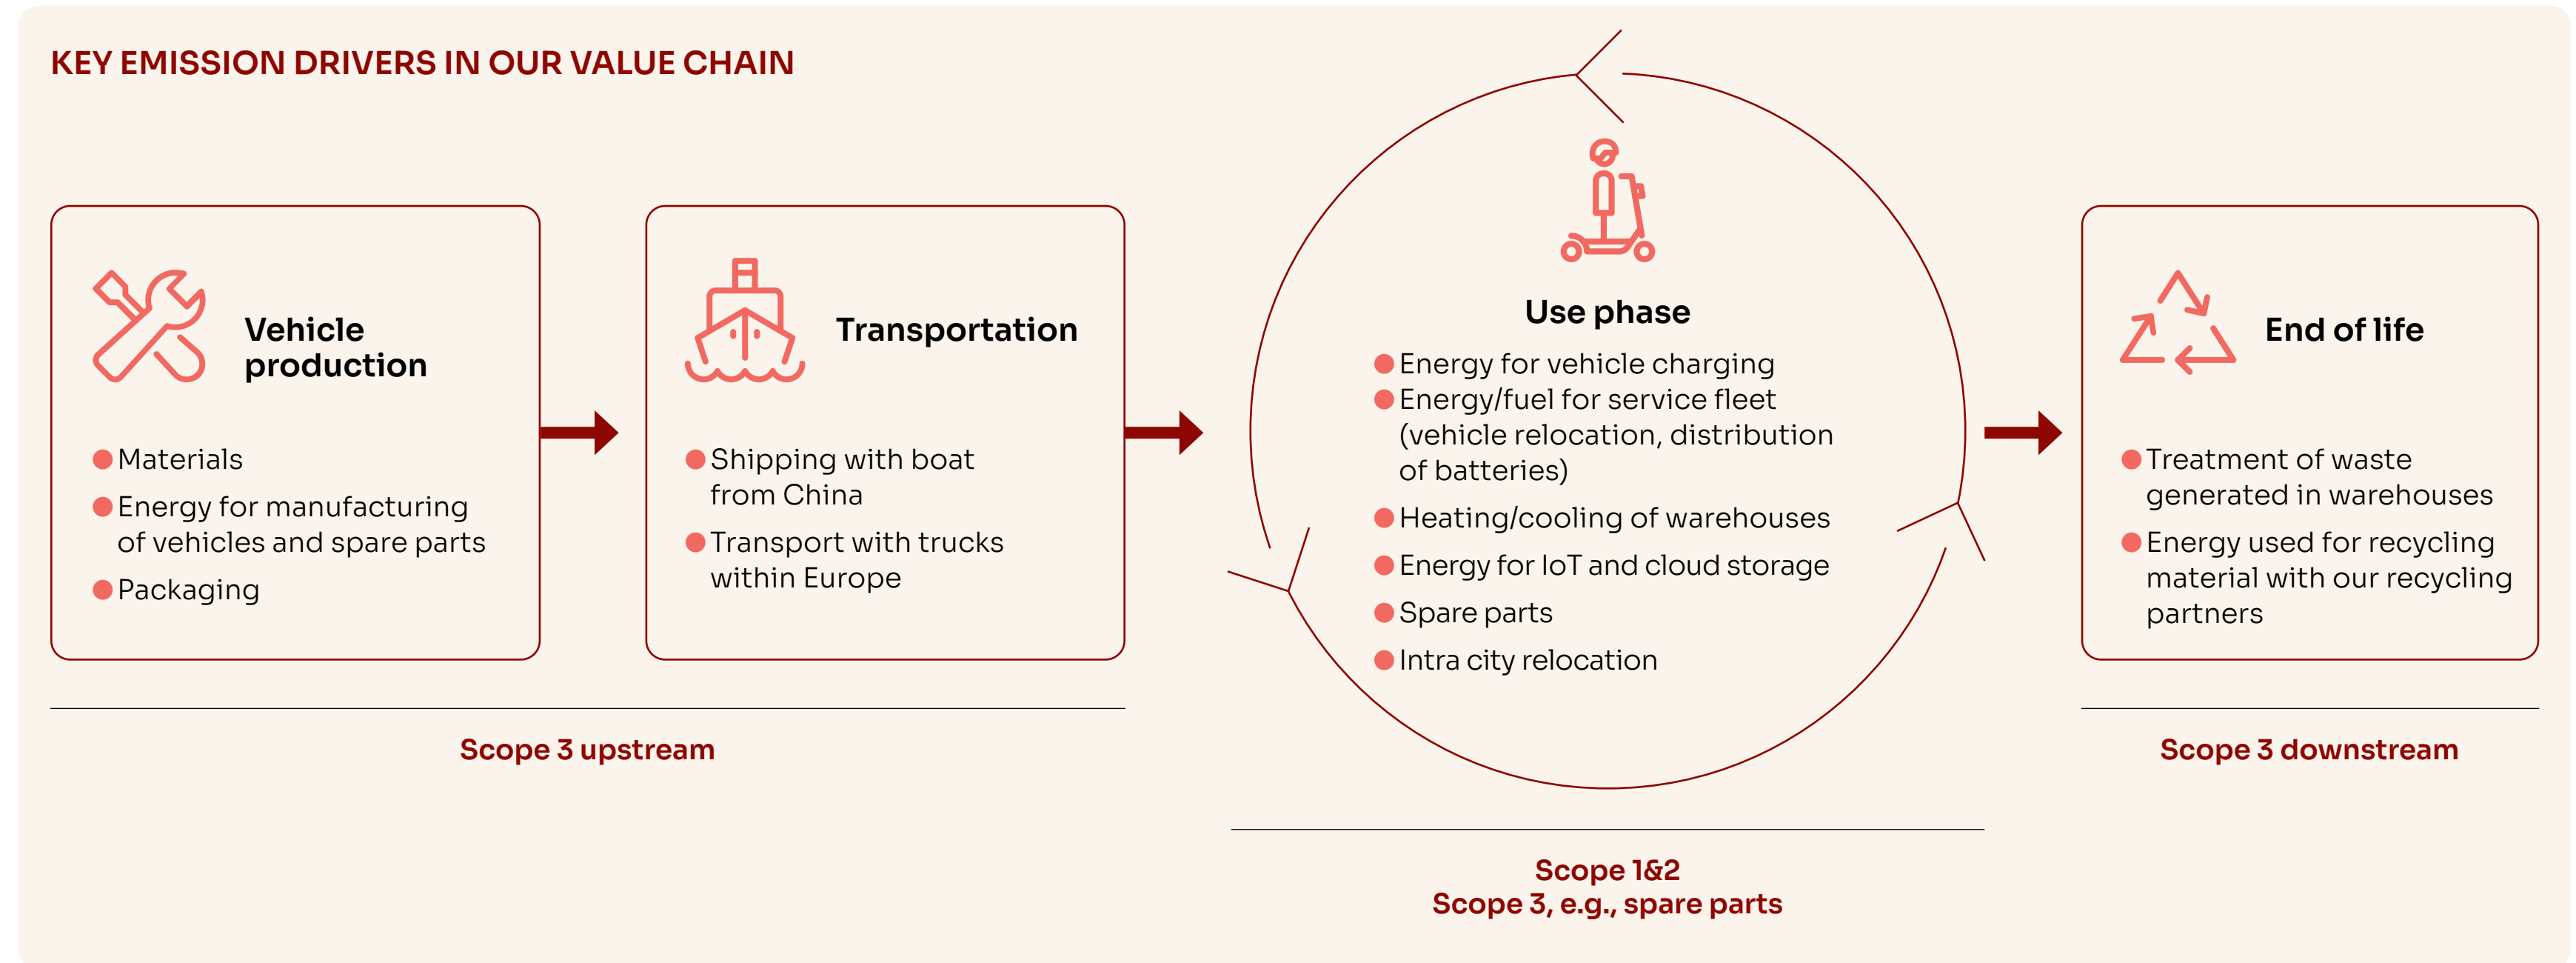 KEY EMISSION DRIVERS IN OUR VALUE CHAIN
Vehicle
production
Materials
Energy for manufacturing
of vehicles and spare parts
Packaging
Transportation
Shipping with boat
from China
Transport with trucks
within Europe
Scope 3 upstream
Use phase
Energy for vehicle charging
Energy/fuel for service fleet
(vehicle relocation, distribution
of batteries)
Heating/cooling of warehouses
Energy for IoT and cloud storage
Spare parts
Intra city relocation
Scope 1&2
Scope 3, e.g., spare parts
End of life
Treatment of waste
generated in warehouses
Energy used for recycling
material with our recycling
partners
Scope 3 downstream